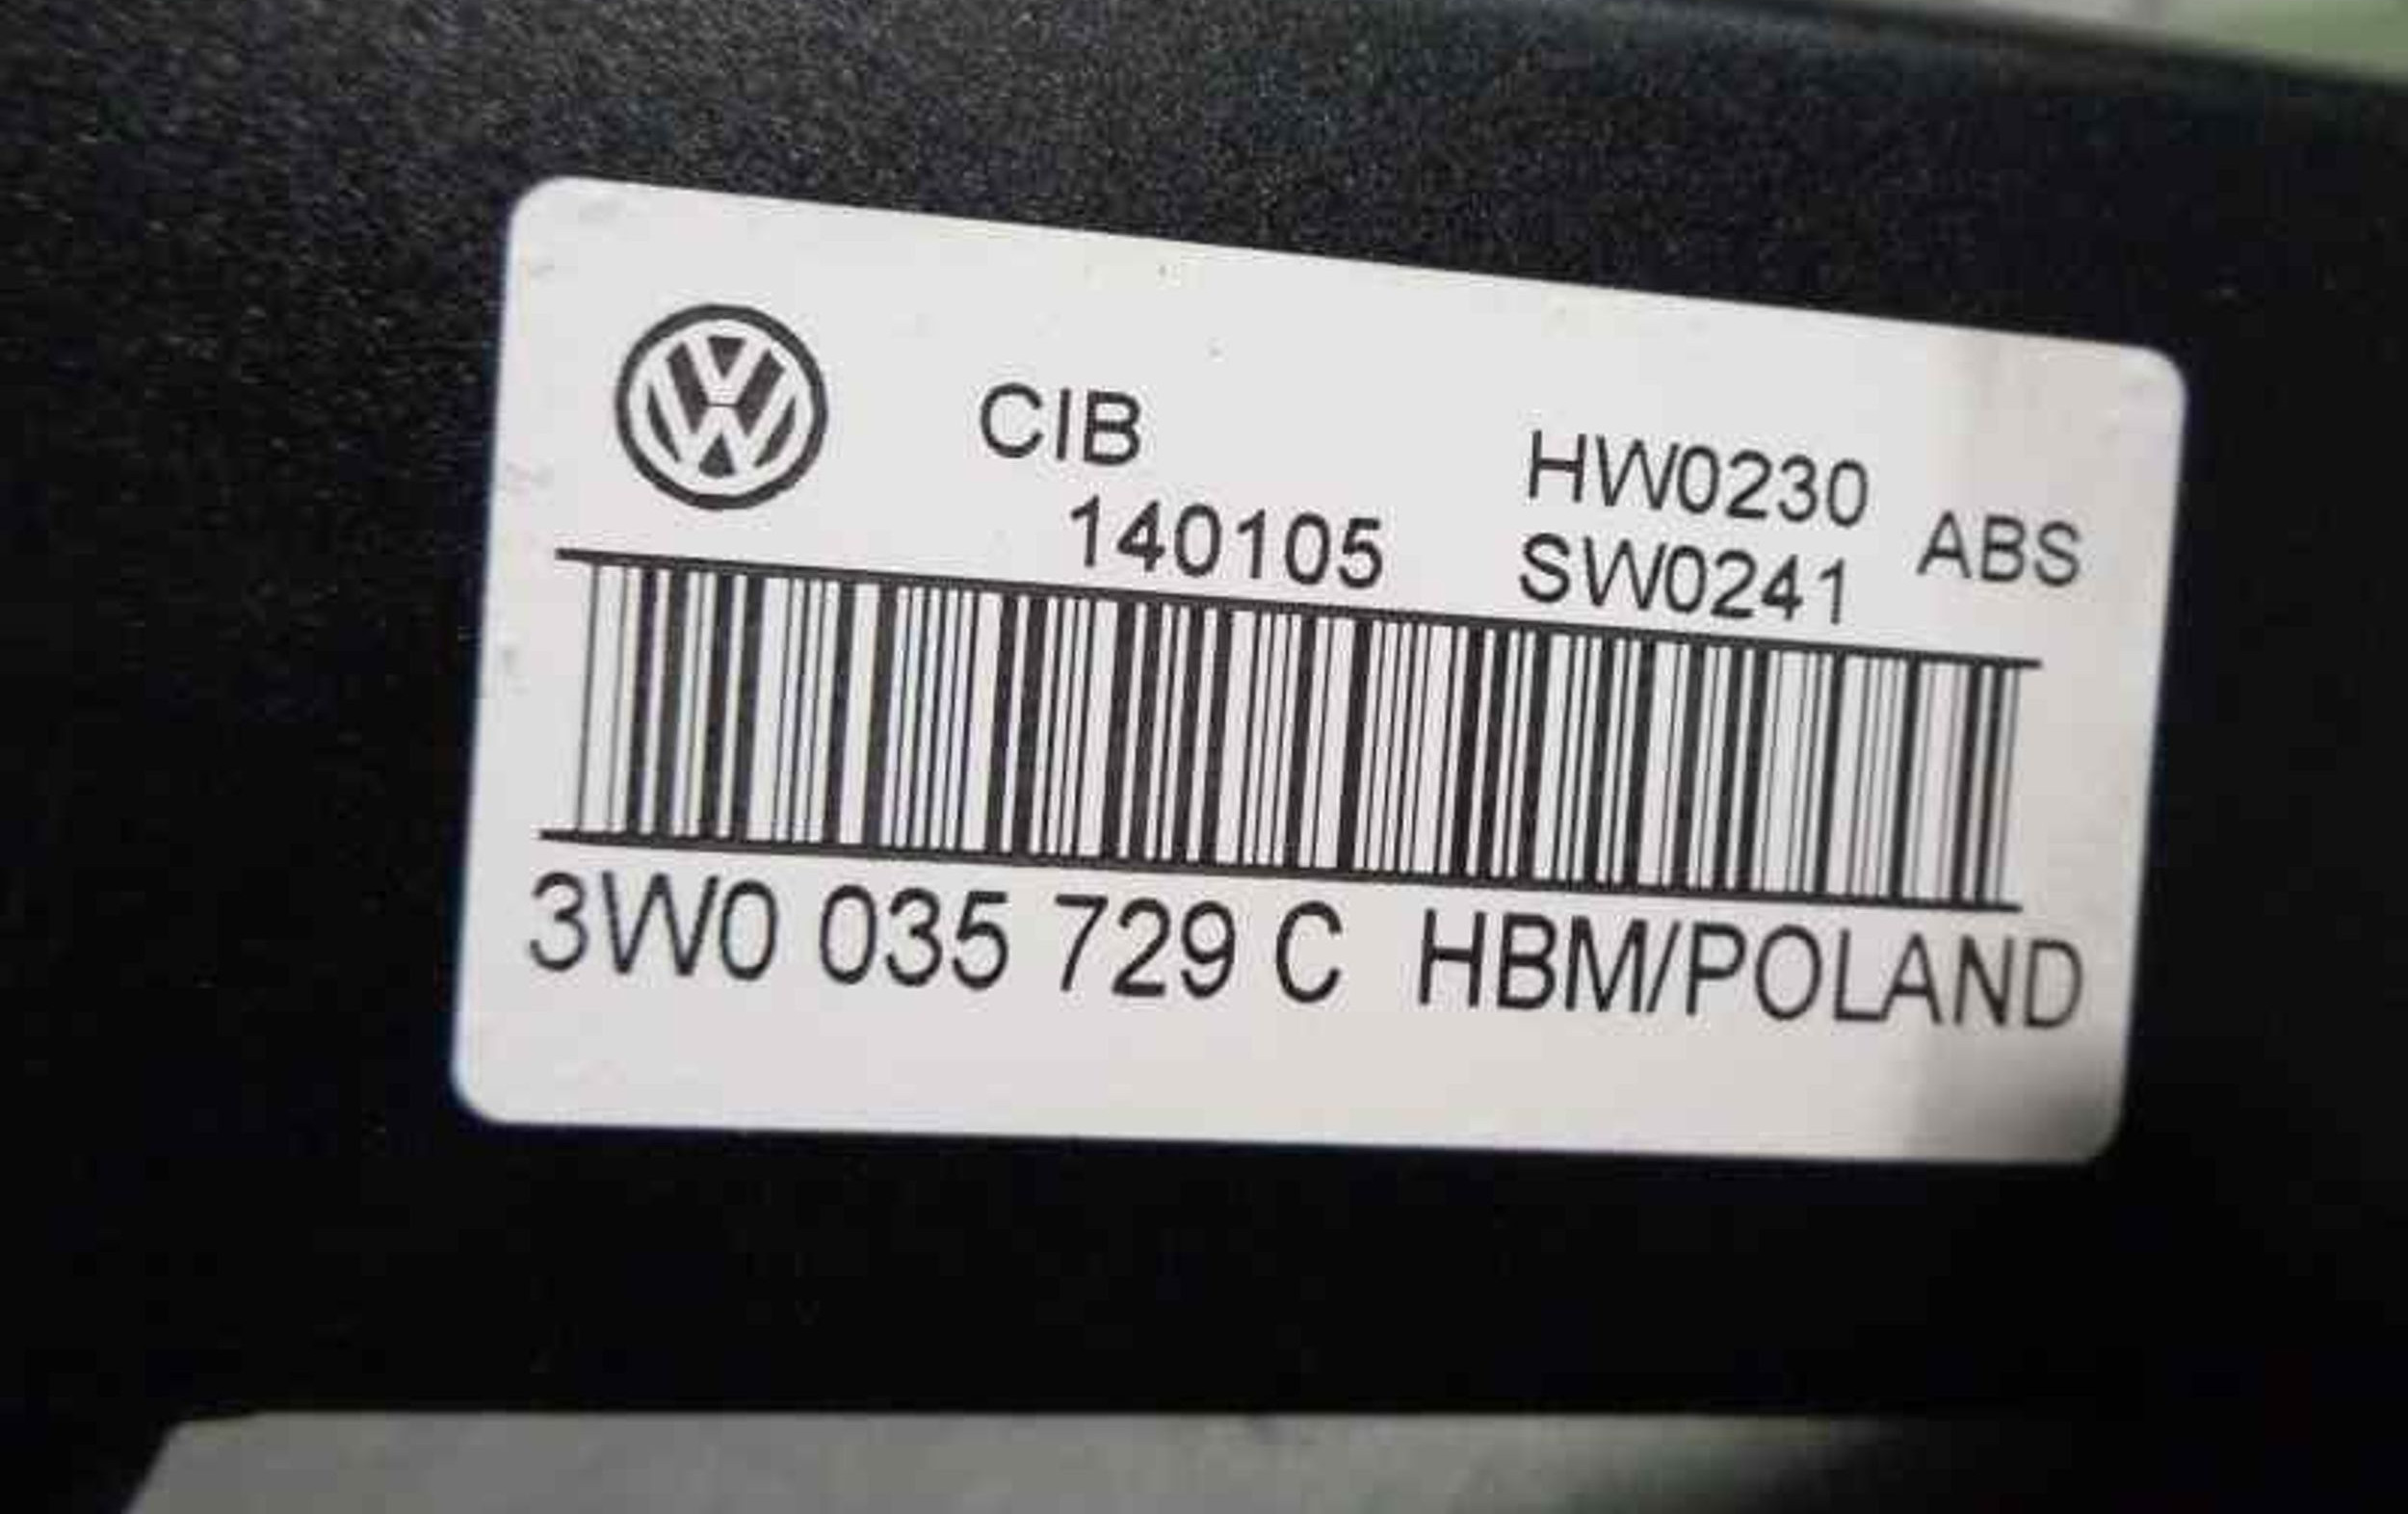 CIB
140105
HW0230
SW0241
ABS
3W0 035 729 C HBM/POLAND